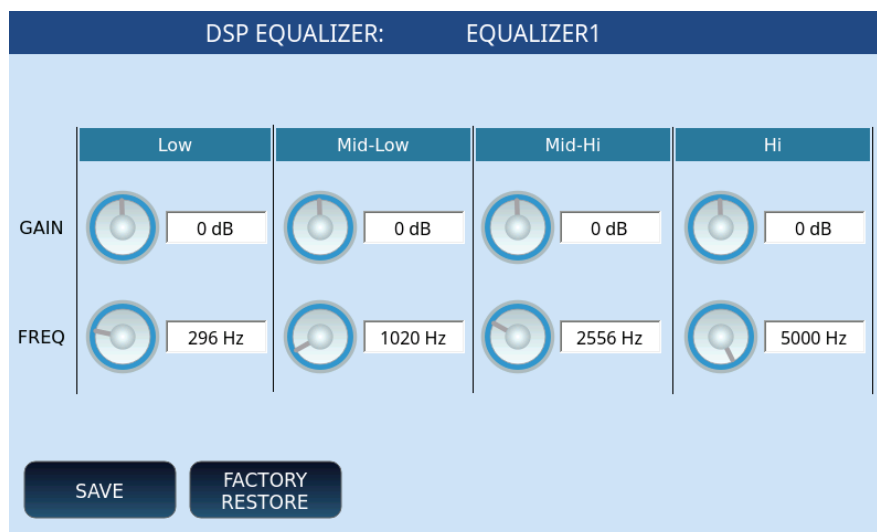 DSP EQUALIZER: EQUALIZER1
Low Mid-Low Mid-Hi Hi
GAIN 0 dB 0 dB 0 dB 0 dB
FREQ 296 Hz 1020 Hz 2556 Hz 5000 Hz
SAVE
FACTORY
RESTORE